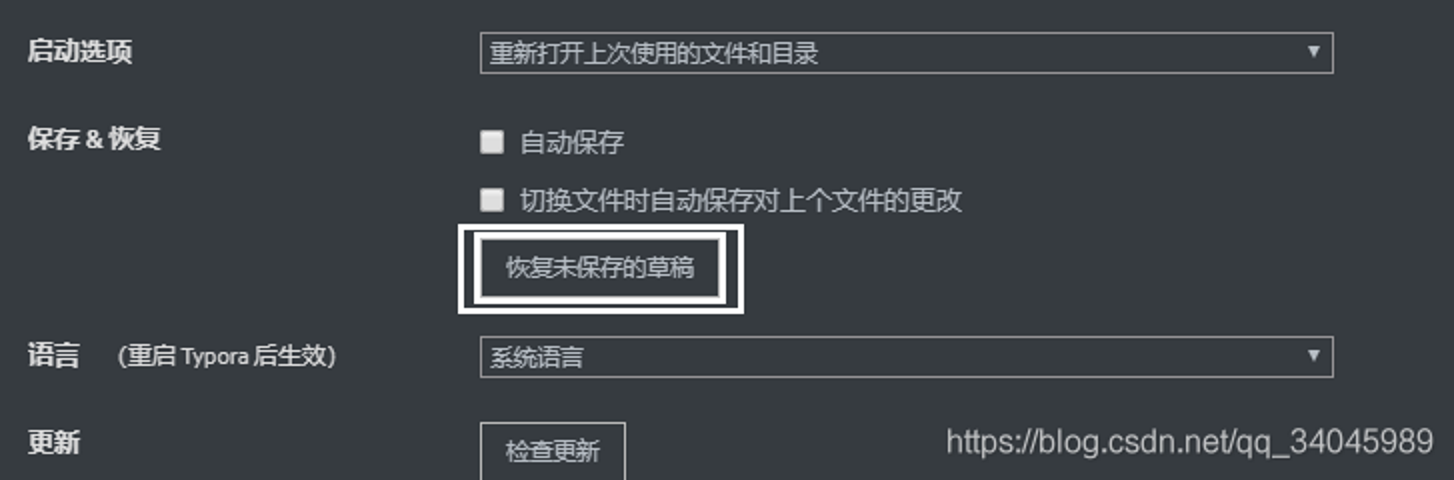 启动选项 重新打开上次使用的文件和目录
保存 & 恢复 自动保存
切换文件时自动保存对上个文件的更改
恢复未保存的草稿
语言 (重启 Typora 后生效) 系统语言
更新 检查更新
https://blog.csdn.net/qq_34045989